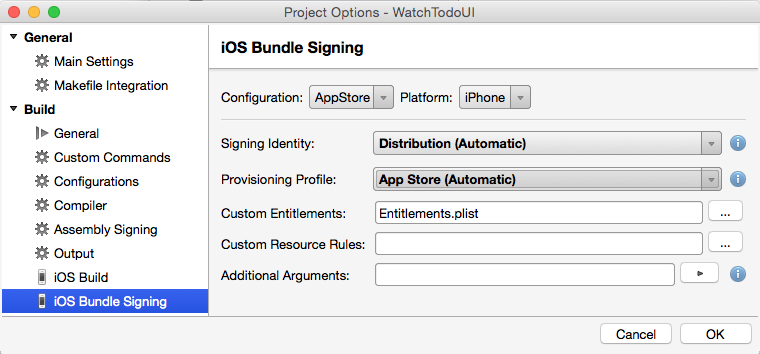 Project Options - WatchTodoUI
General
Main Settings
Makefile Integration
Build
General
Custom Commands
Configurations
Compiler
Assembly Signing
Output
iOS Build
iOS Bundle Signing
iOS Bundle Signing
Configuration: AppStore Platform: iPhone
Signing Identity: Distribution (Automatic)
Provisioning Profile: App Store (Automatic)
Custom Entitlements: Entitlements.plist ...
Custom Resource Rules: ...
Additional Arguments:
Cancel OK